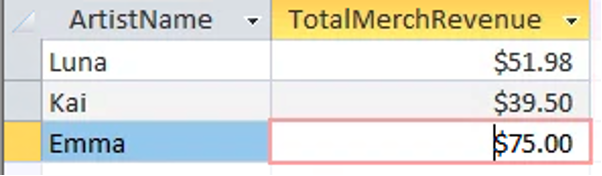 ArtistName TotalMerchRevenue
Luna $51.98
Kai $39.50
Emma $75.00